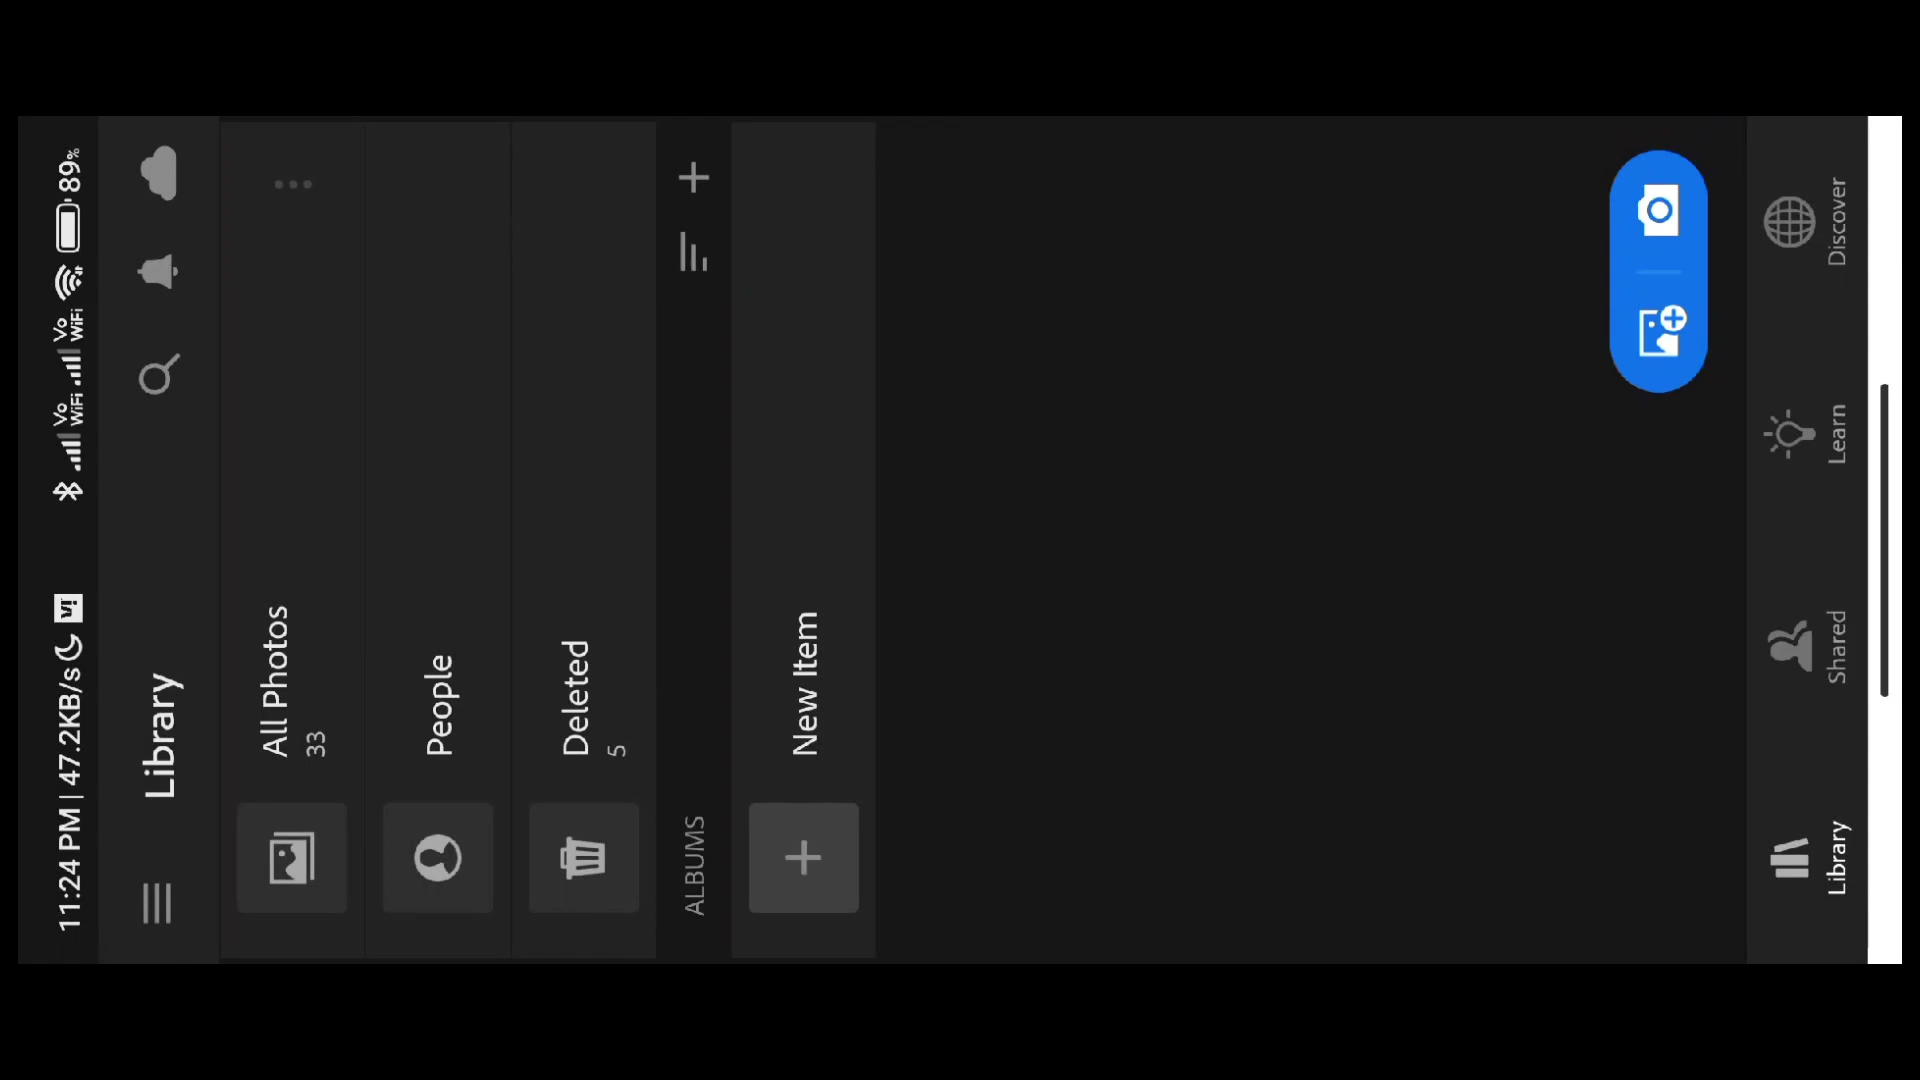 11:24 PM | 47.2KB/s
Vo WiFi Vo WiFi 89%
Library
All Photos
33
People
Deleted
5
ALBUMS
New Item
Library Shared Learn Discover